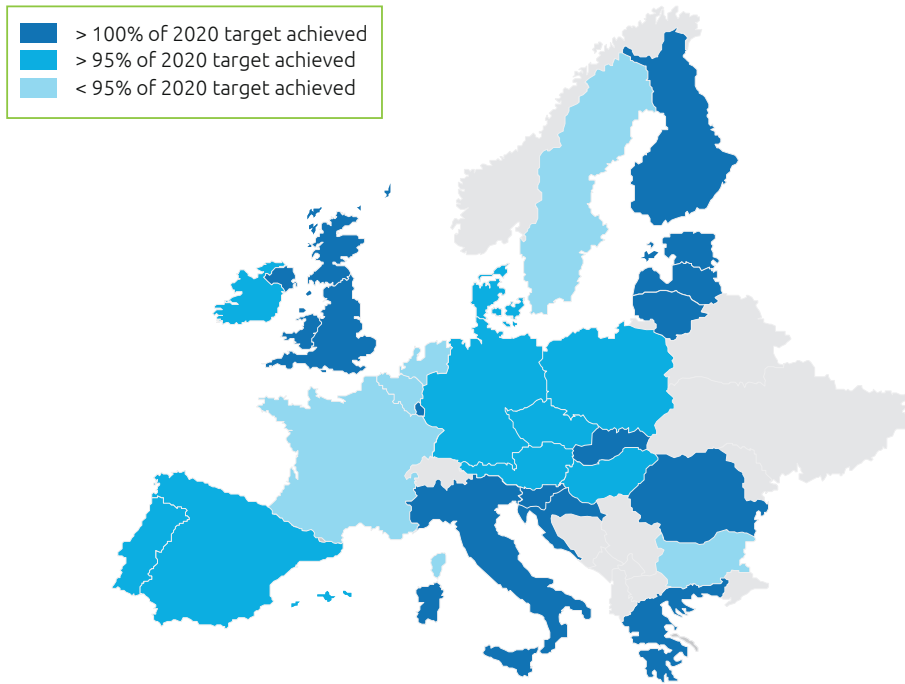 > 100% of 2020 target achieved
> 95% of 2020 target achieved
< 95% of 2020 target achieved